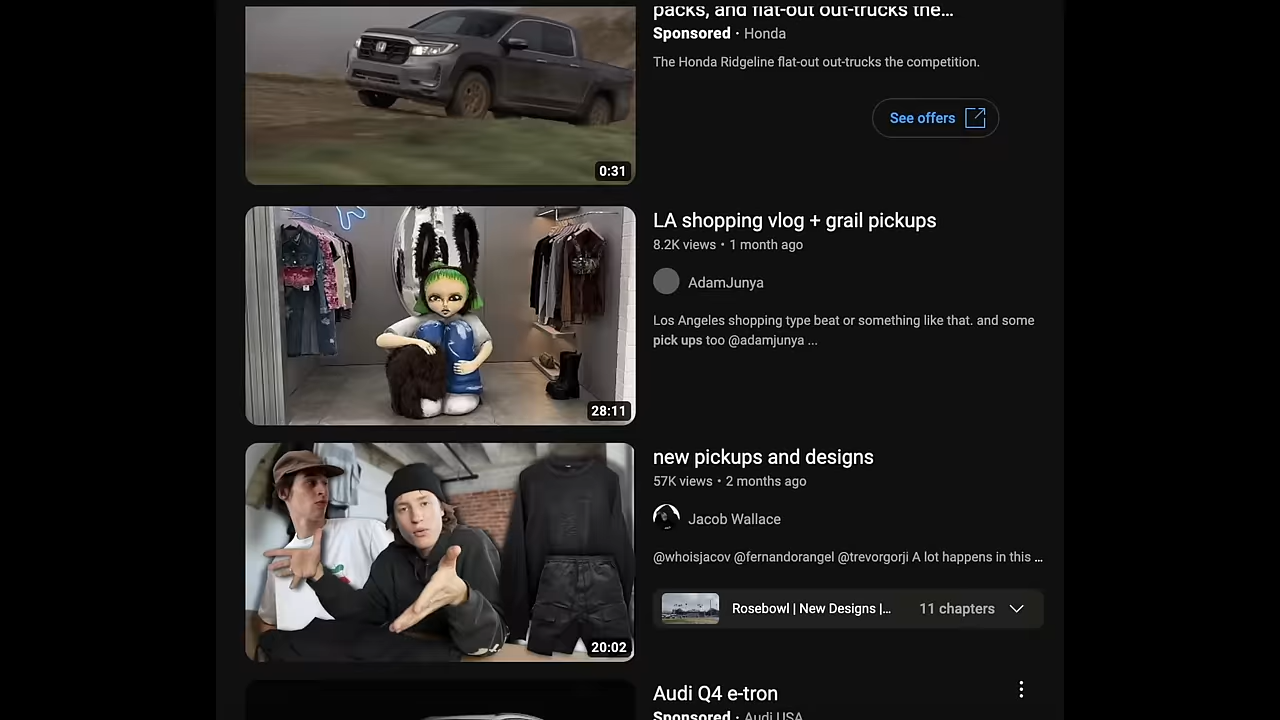 packs, and flat-out out-trucks the…
Sponsored · Honda
The Honda Ridgeline flat-out out-trucks the competition.
See offers
0:31
LA shopping vlog + grail pickups
8.2K views • 1 month ago
AdamJunya
Los Angeles shopping type beat or something like that. and some
pick ups too @adamjunya ...
28:11
new pickups and designs
57K views • 2 months ago
Jacob Wallace
@whoisjacov @fernandorangel @trevorgorji A lot happens in this ...
Rosebowl | New Designs |... 11 chapters
20:02
Audi Q4 e-tron
Sponsored · Audi USA